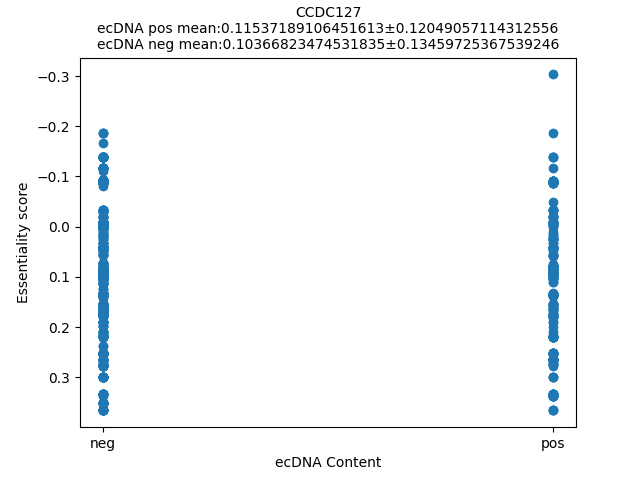 CCDC127
ecDNA pos mean:0.11537189106451613±0.12049057114312556
ecDNA neg mean:0.10366823474531835±0.13459725367539246
−0.3
−0.2
−0.1
0.0
0.1
0.2
0.3
Essentiality score
neg
pos
ecDNA Content